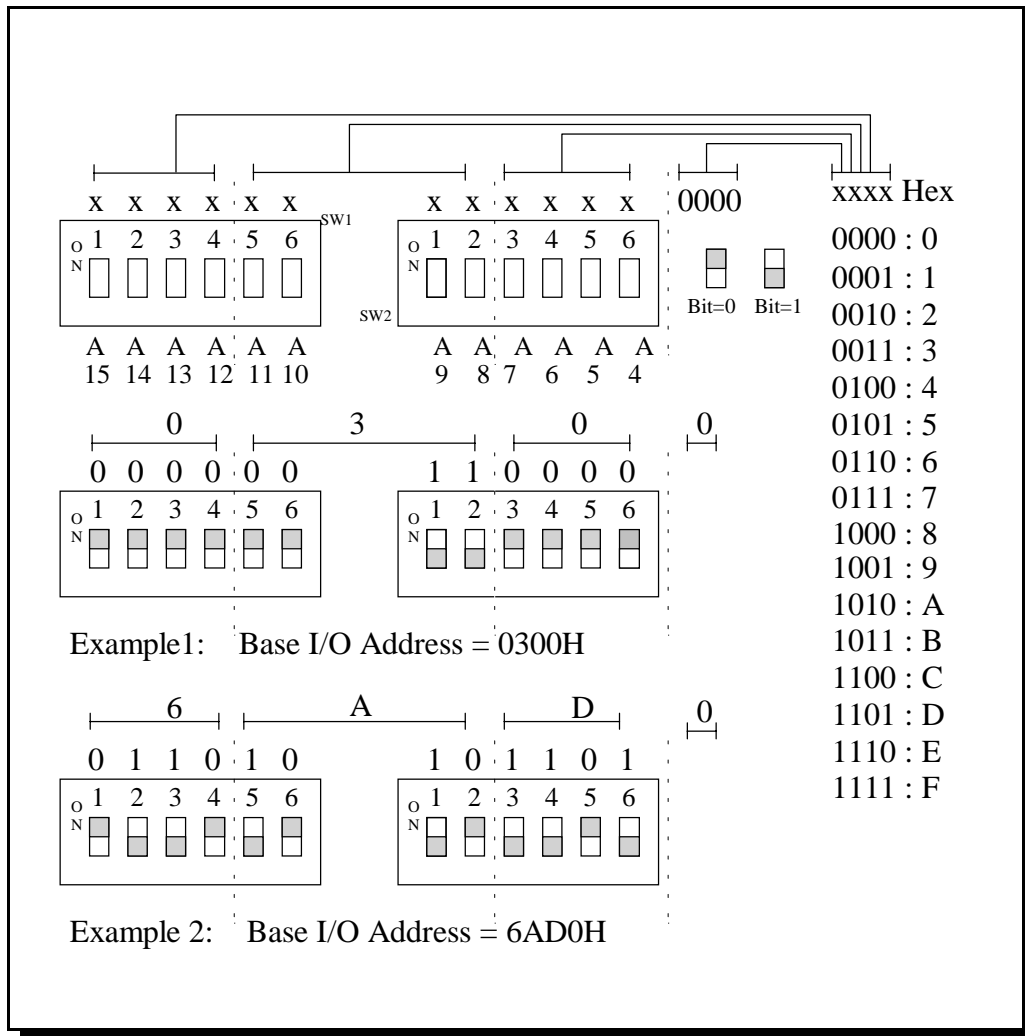 x x x x x x x x x x x x 0000 xxxx Hex
SW1
ON 1 2 3 4 5 6 ON 1 2 3 4 5 6 0000 : 0
0001 : 1
SW2 Bit=0 Bit=1 0010 : 2
A A A A A A A A A A A A 0011 : 3
15 14 13 12 11 10 9 8 7 6 5 4 0100 : 4
0 3 0 0 0101 : 5
0 0 0 0 0 0 1 1 0 0 0 0 0110 : 6
ON 1 2 3 4 5 6 ON 1 2 3 4 5 6 0111 : 7
1000 : 8
1001 : 9
1010 : A
Example1: Base I/O Address = 0300H 1011 : B
1100 : C
6 A D 0 1101 : D
0 1 1 0 1 0 1 0 1 1 0 1 1110 : E
ON 1 2 3 4 5 6 ON 1 2 3 4 5 6 1111 : F
Example 2: Base I/O Address = 6AD0H